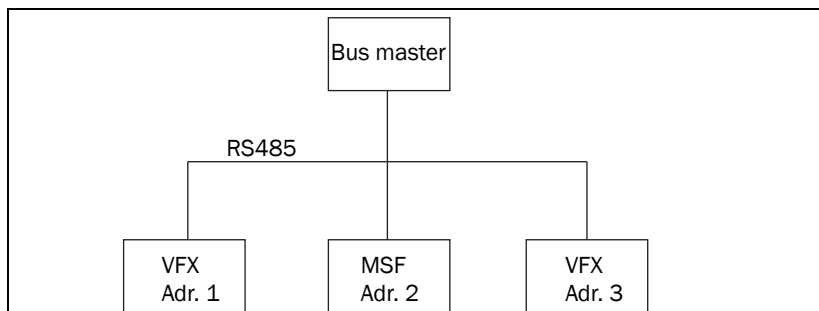 Bus master
RS485
VFX
Adr. 1
MSF
Adr. 2
VFX
Adr. 3